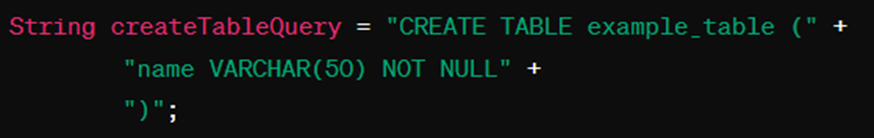 String createTableQuery = "CREATE TABLE example_table (" +
"name VARCHAR(50) NOT NULL" +
")";